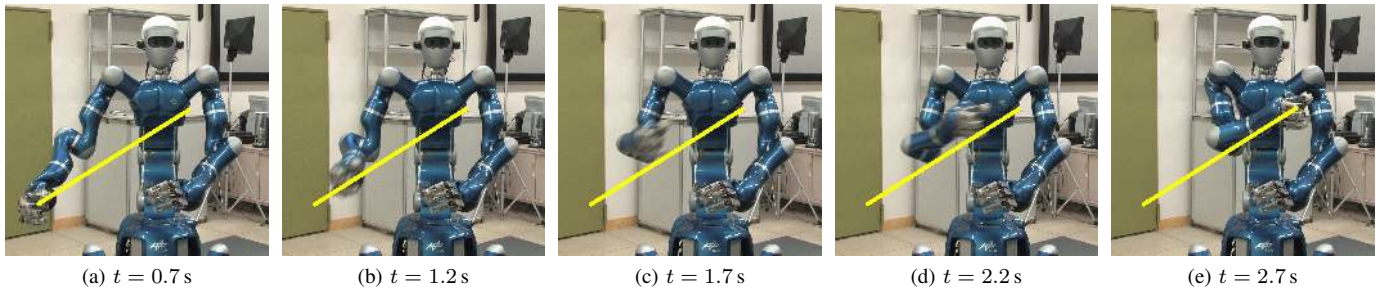 (a) t = 0.7 s
(b) t = 1.2 s
(c) t = 1.7 s
(d) t = 2.2 s
(e) t = 2.7 s